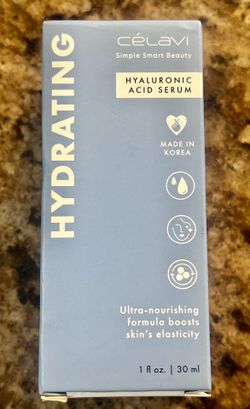 HYDRATING
CÉLAVI
Simple Smart Beauty
HYALURONIC
ACID SERUM
MADE IN
KOREA
Ultra-nourishing
formula boosts
skin's elasticity
1 fl oz. | 30 ml